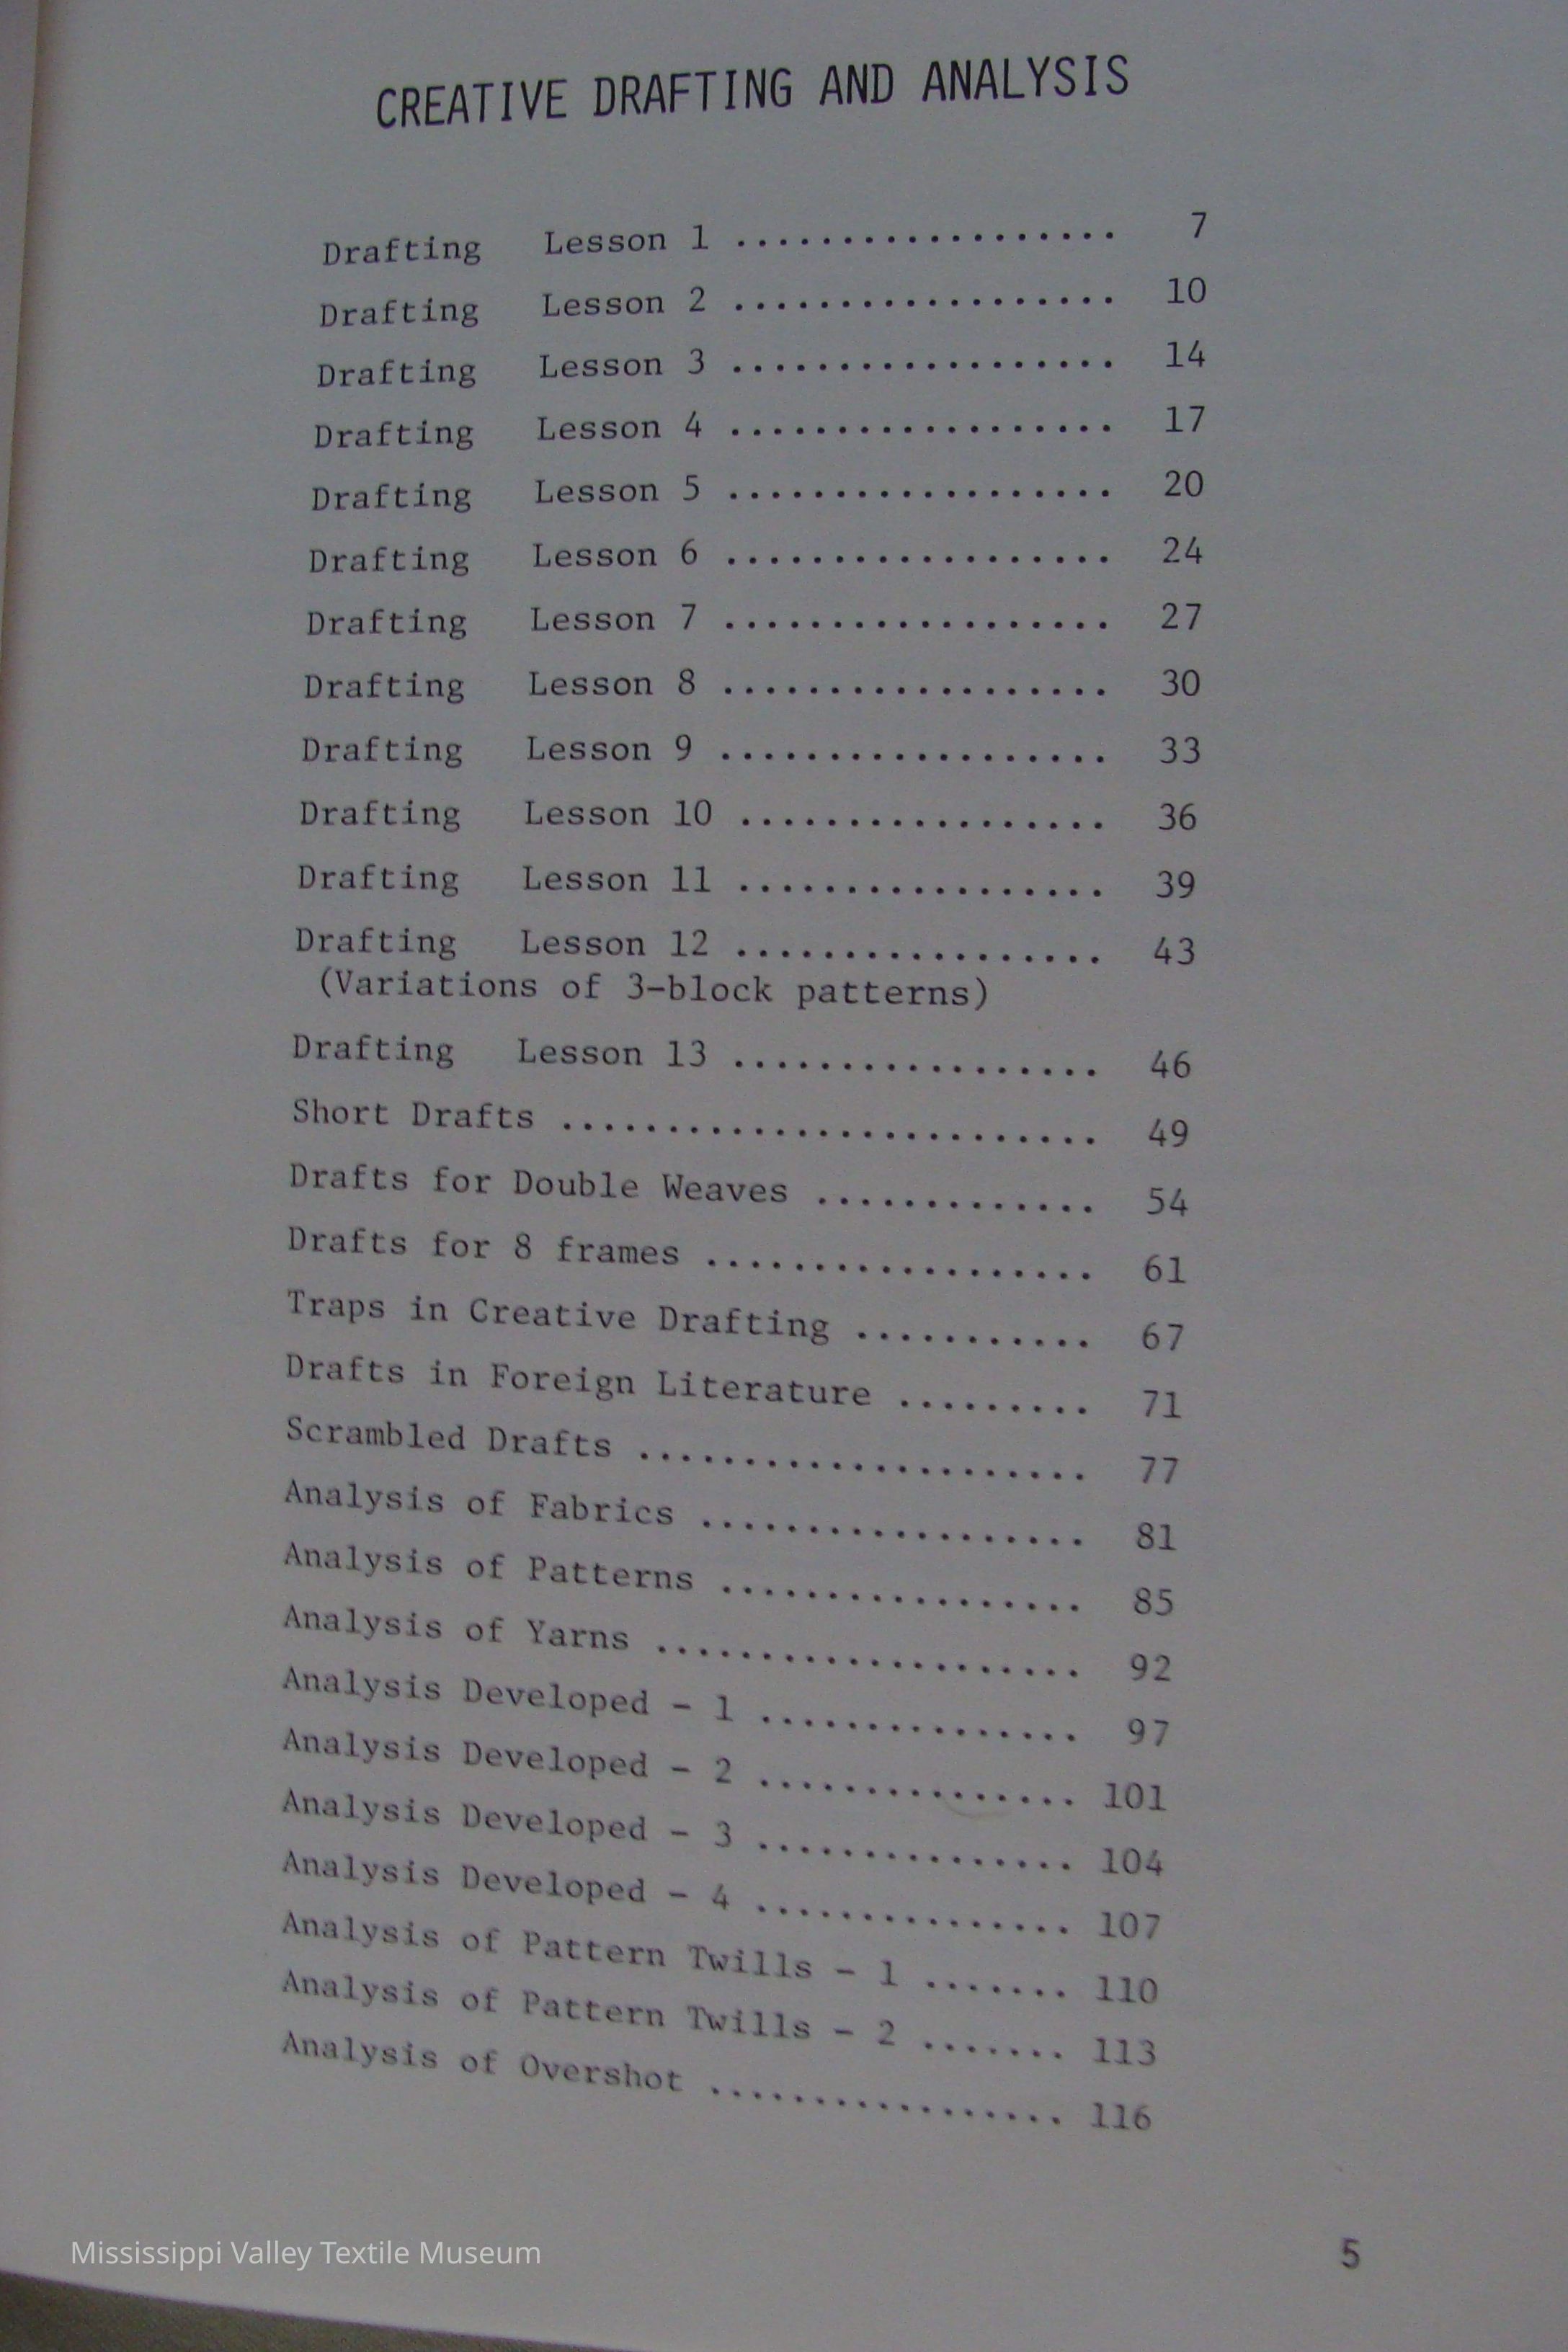 CREATIVE DRAFTING AND ANALYSIS
Drafting Lesson 1 .................. 7
Drafting Lesson 2 .................. 10
Drafting Lesson 3 .................. 14
Drafting Lesson 4 .................. 17
Drafting Lesson 5 .................. 20
Drafting Lesson 6 .................. 24
Drafting Lesson 7 .................. 27
Drafting Lesson 8 .................. 30
Drafting Lesson 9 .................. 33
Drafting Lesson 10 ................. 36
Drafting Lesson 11 ................. 39
Drafting Lesson 12 ................. 43
(Variations of 3-block patterns)
Drafting Lesson 13 ................. 46
Short Drafts ......................... 49
Drafts for Double Weaves ............. 54
Drafts for 8 frames .................. 61
Traps in Creative Drafting ........... 67
Drafts in Foreign Literature ......... 71
Scrambled Drafts ..................... 77
Analysis of Fabrics .................. 81
Analysis of Patterns ................. 85
Analysis of Yarns .................... 92
Analysis Developed - 1 ............... 97
Analysis Developed - 2 ............... 101
Analysis Developed - 3 ............... 104
Analysis Developed - 4 ............... 107
Analysis of Pattern Twills - 1 ....... 110
Analysis of Pattern Twills - 2 ....... 113
Analysis of Overshot ................. 116
Mississippi Valley Textile Museum
5